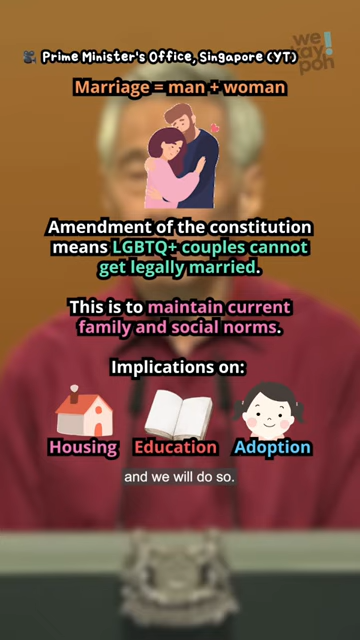 we
kay!
poh
Prime Minister's Office, Singapore (YT)
Marriage = man + woman
Amendment of the constitution
means LGBTQ+ couples cannot
get legally married.
This is to maintain current
family and social norms.
Implications on:
Housing Education Adoption
and we will do so.